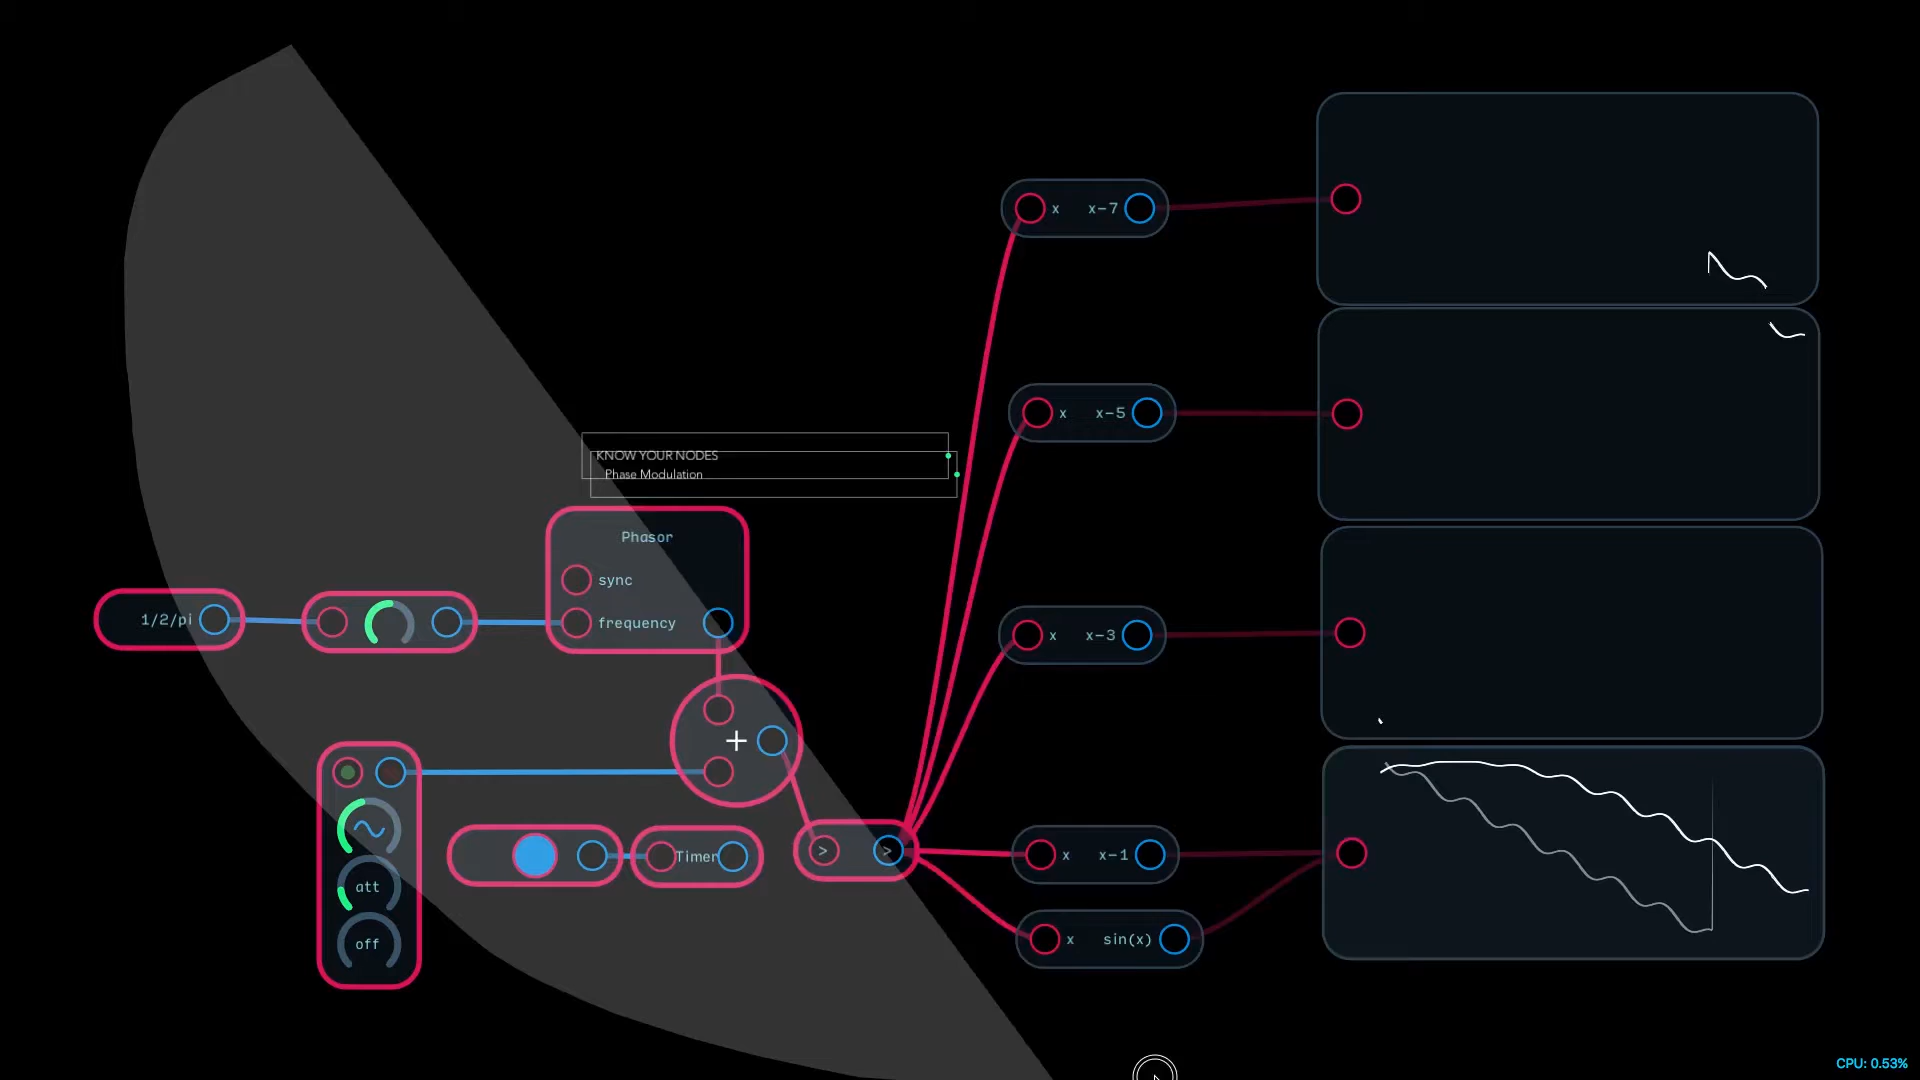 x x-7
x x-5
KNOW YOUR NODES
Phase Modulation
Phasor
sync
frequency
1/2/pi
x x-3
+
att
off
Timer
> >
x x-1
x sin(x)
CPU: 0.53%